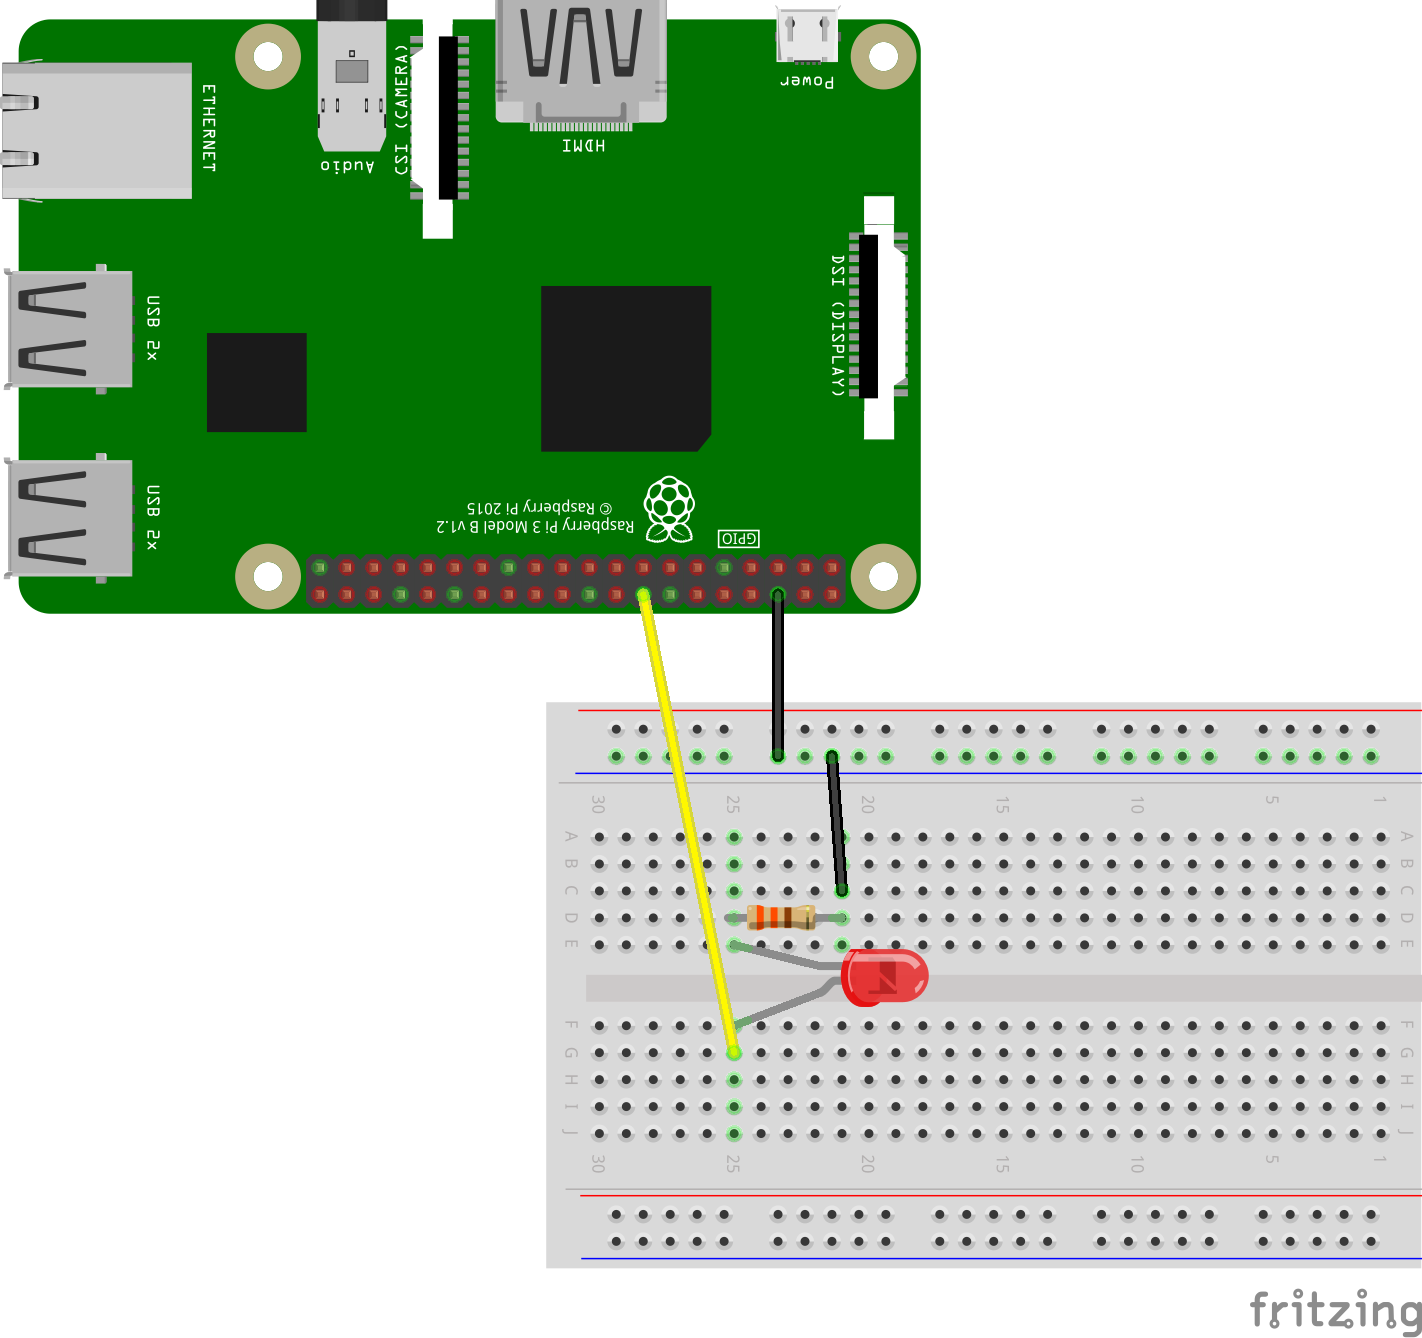 ETHERNET
Audio
CSI (CAMERA)
HDMI
Power
DSI (DISPLAY)
USB 2x
USB 2x
Raspberry Pi 3 Model B v1.2
© Raspberry Pi 2015
GPIO
30 25 20 15 10 5 1
A A
B B
C C
D D
E E
F F
G G
H H
I I
J J
30 25 20 15 10 5 1
fritzing